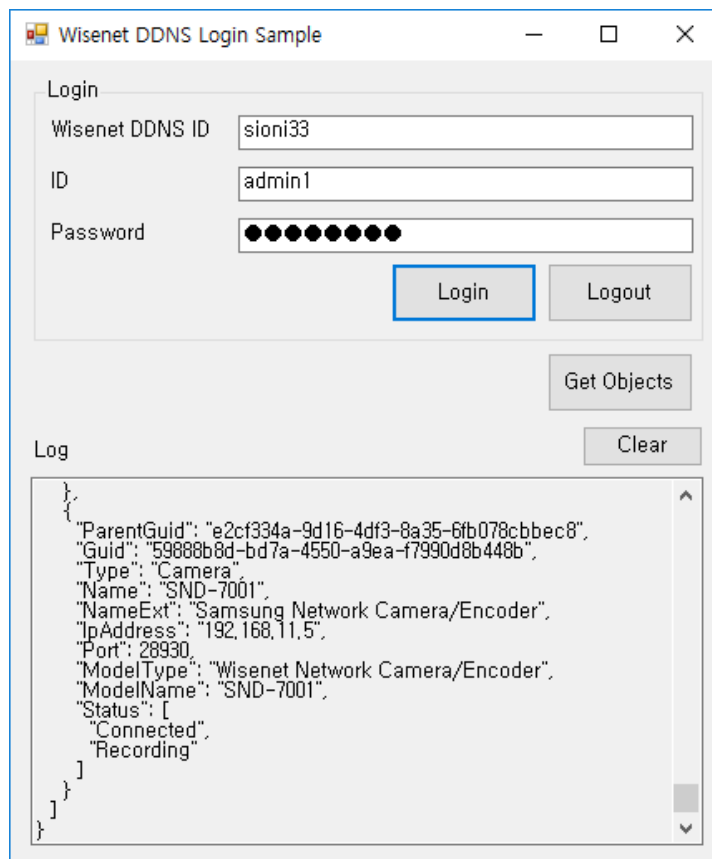 Wisenet DDNS Login Sample
Login
Wisenet DDNS ID
sioni33
ID
admin1
Password
●●●●●●●●
Login
Logout
Get Objects
Log
Clear
},
{
"ParentGuid": "e2cf334a-9d16-4df3-8a35-6fb078cbbec8",
"Guid": "59888b8d-bd7a-4550-a9ea-f7990d8b448b",
"Type": "Camera",
"Name": "SND-7001",
"NameExt": "Samsung Network Camera/Encoder",
"IpAddress": "192.168.11.5",
"Port": 28930,
"ModelType": "Wisenet Network Camera/Encoder",
"ModelName": "SND-7001",
"Status": [
"Connected",
"Recording"
]
}
]
}